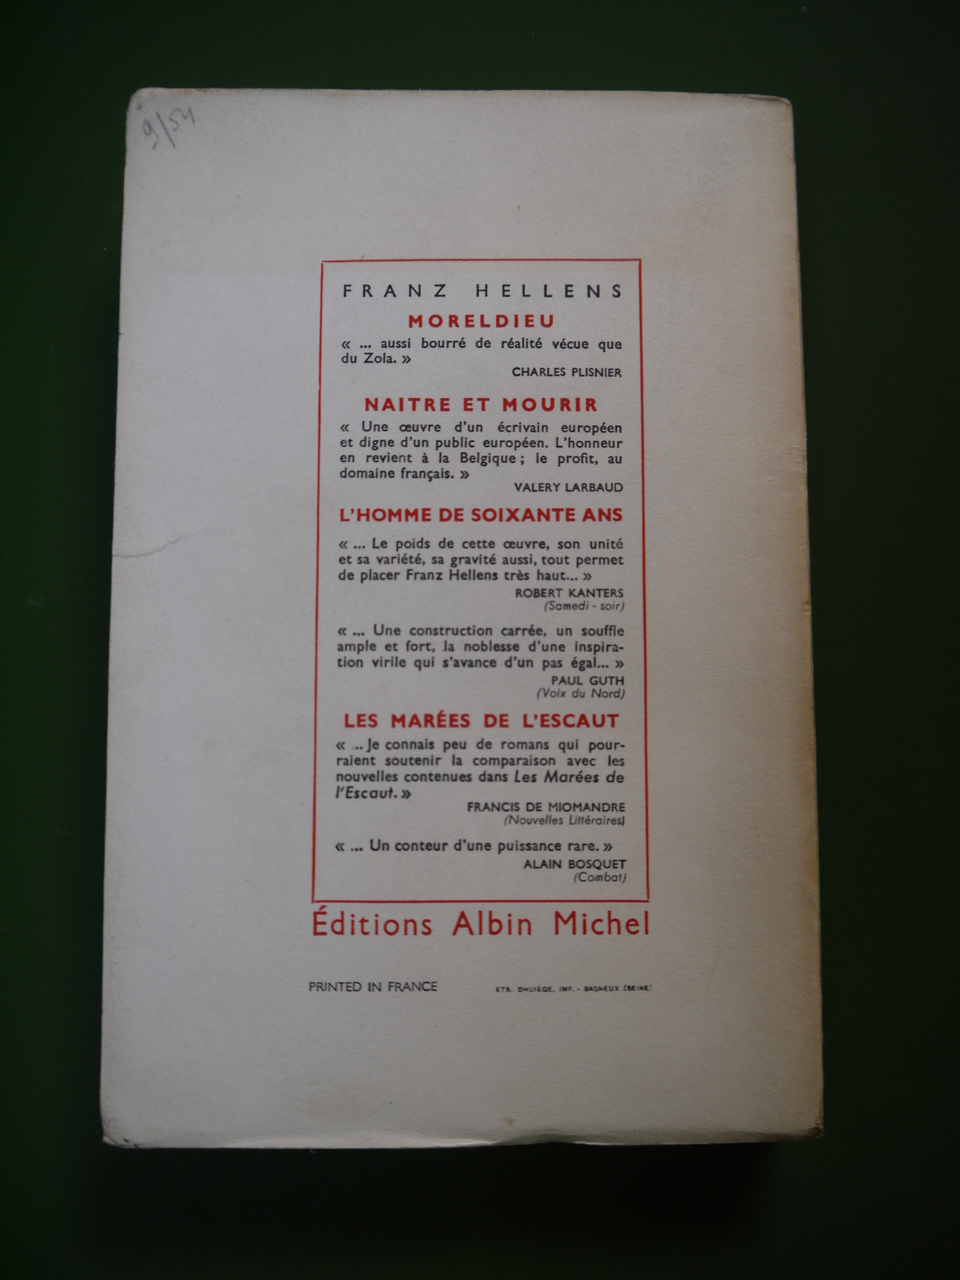 9/54
FRANZ HELLENS
MORELDIEU
« ... aussi bourré de réalité vécue que
du Zola. »
CHARLES PLISNIER
NAITRE ET MOURIR
« Une œuvre d'un écrivain européen
et digne d'un public européen. L'honneur
en revient à la Belgique ; le profit, au
domaine français. »
VALERY LARBAUD
L'HOMME DE SOIXANTE ANS
« ... Le poids de cette œuvre, son unité
et sa variété, sa gravité aussi, tout permet
de placer Franz Hellens très haut... »
ROBERT KANTERS
(Samedi - soir)
« ... Une construction carrée, un souffle
ample et fort, la noblesse d'une inspira-
tion virile qui s'avance d'un pas égal... »
PAUL GUTH
(Voix du Nord)
LES MARÉES DE L'ESCAUT
« ... Je connais peu de romans qui pour-
raient soutenir la comparaison avec les
nouvelles contenues dans Les Marées de
l'Escaut. »
FRANCIS DE MIOMANDRE
(Nouvelles Littéraires)
« ... Un conteur d'une puissance rare. »
ALAIN BOSQUET
(Combat)
Éditions Albin Michel
PRINTED IN FRANCE
ETS. DHUIÈGE. IMP. - BAGNEUX (SEINE)